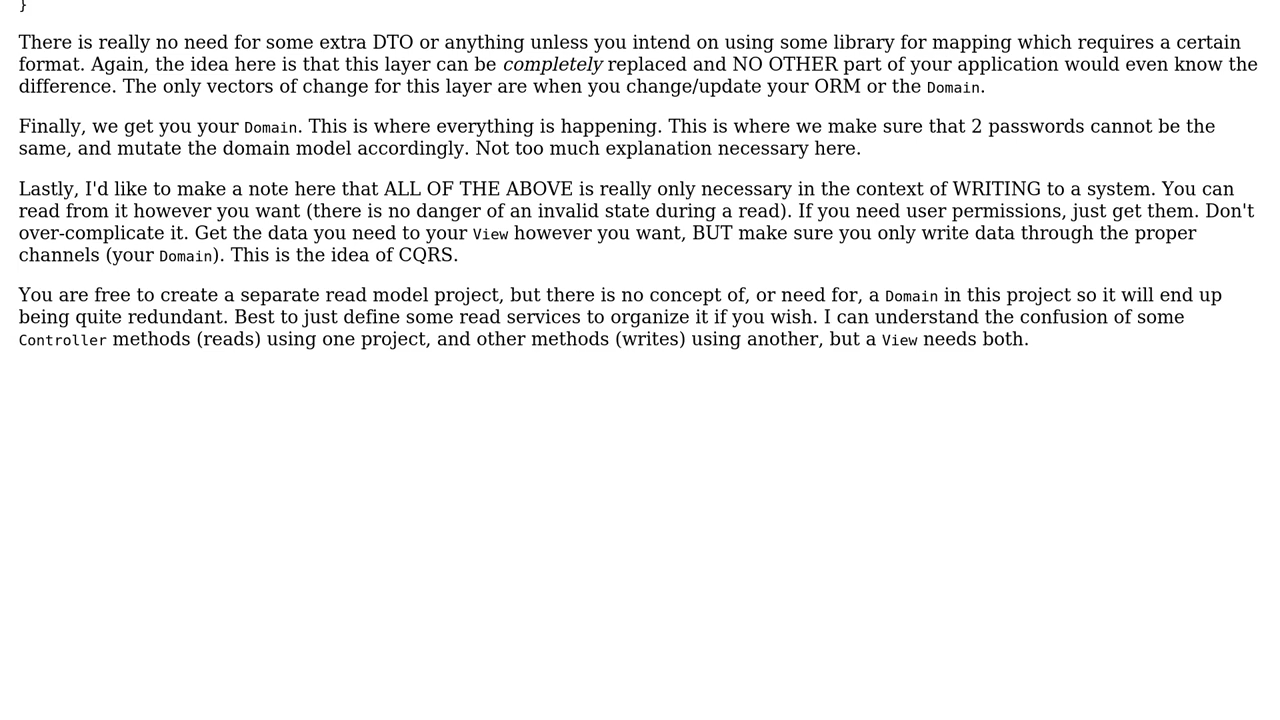 }
There is really no need for some extra DTO or anything unless you intend on using some library for mapping which requires a certain
format. Again, the idea here is that this layer can be completely replaced and NO OTHER part of your application would even know the
difference. The only vectors of change for this layer are when you change/update your ORM or the Domain.
Finally, we get you your Domain. This is where everything is happening. This is where we make sure that 2 passwords cannot be the
same, and mutate the domain model accordingly. Not too much explanation necessary here.
Lastly, I'd like to make a note here that ALL OF THE ABOVE is really only necessary in the context of WRITING to a system. You can
read from it however you want (there is no danger of an invalid state during a read). If you need user permissions, just get them. Don't
over-complicate it. Get the data you need to your View however you want, BUT make sure you only write data through the proper
channels (your Domain). This is the idea of CQRS.
You are free to create a separate read model project, but there is no concept of, or need for, a Domain in this project so it will end up
being quite redundant. Best to just define some read services to organize it if you wish. I can understand the confusion of some
Controller methods (reads) using one project, and other methods (writes) using another, but a View needs both.